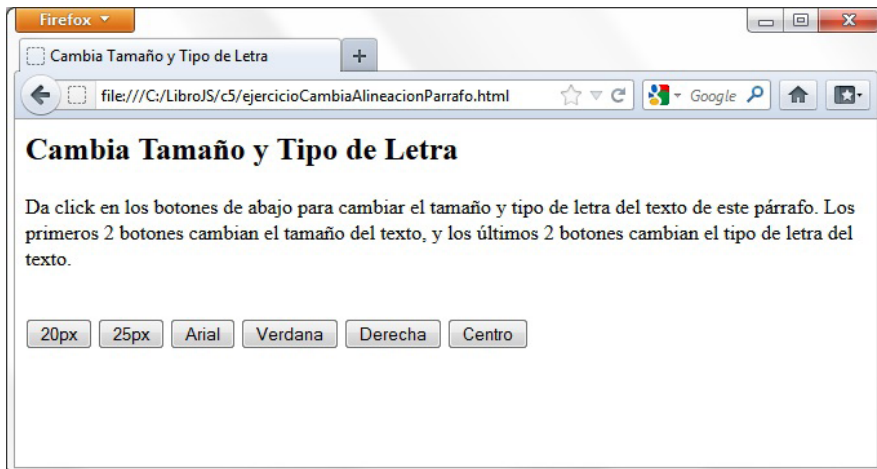 Firefox
Cambia Tamaño y Tipo de Letra
file:///C:/LibroJS/c5/ejercicioCambiaAlineacionParrafo.html
Google
Cambia Tamaño y Tipo de Letra
Da click en los botones de abajo para cambiar el tamaño y tipo de letra del texto de este párrafo. Los
primeros 2 botones cambian el tamaño del texto, y los últimos 2 botones cambian el tipo de letra del
texto.
20px 25px Arial Verdana Derecha Centro